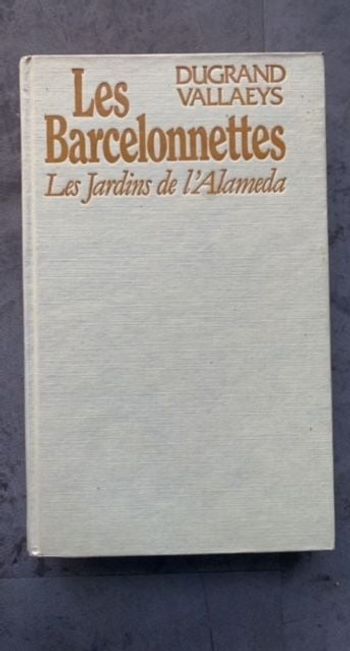 Les
DUGRAND
VALLAEYS
Barcelonnettes
Les Jardins de l'Alameda